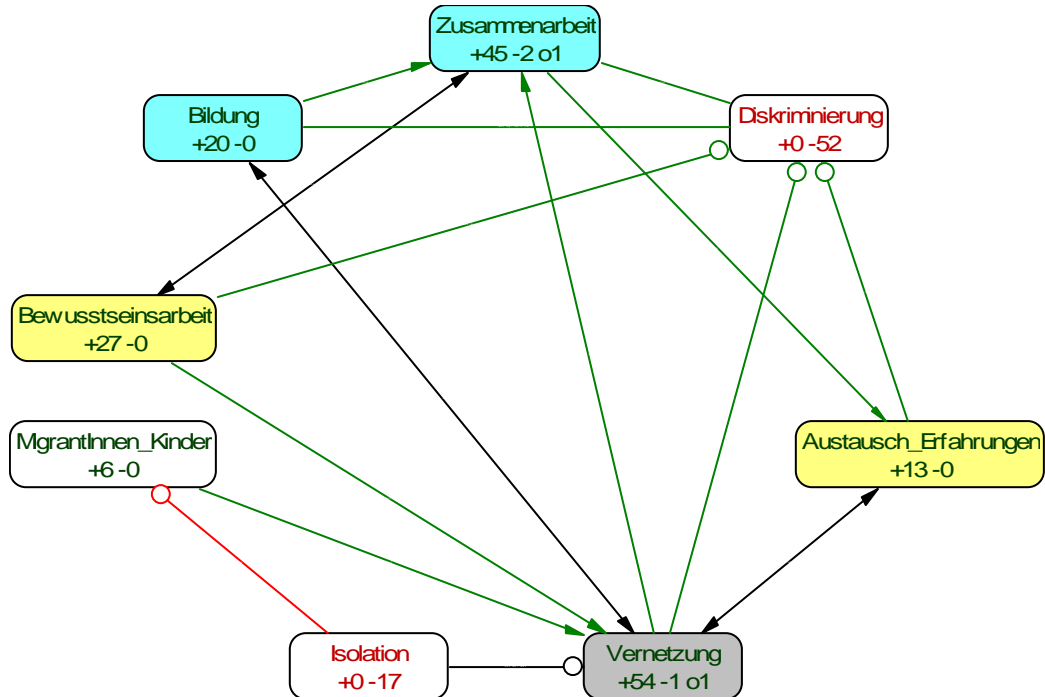 Zusammenarbeit
+45 -2 o1
Bildung
+20 -0
Diskriminierung
+0 -52
Bewusstseinsarbeit
+27 -0
MgrantInnen_Kinder
+6 -0
Austausch_Erfahrungen
+13 -0
Isolation
+0 -17
Vernetzung
+54 -1 o1